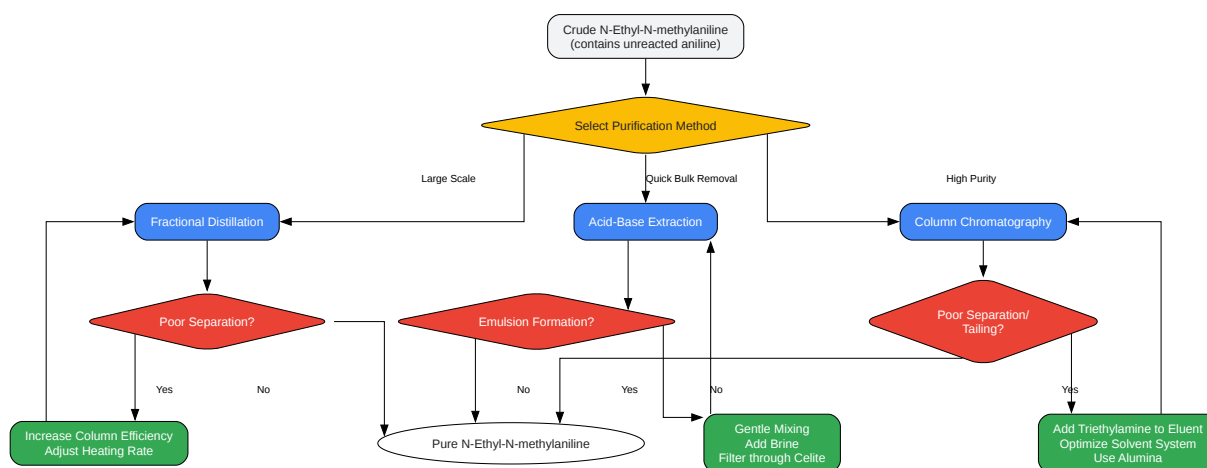 Crude N-Ethyl-N-methylaniline
(contains unreacted aniline)
Select Purification Method
Large Scale
Quick Bulk Removal
High Purity
Fractional Distillation
Acid-Base Extraction
Column Chromatography
Poor Separation?
Emulsion Formation?
Poor Separation/
Tailing?
Yes
No
No
Yes
No
Yes
Increase Column Efficiency
Adjust Heating Rate
Pure N-Ethyl-N-methylaniline
Gentle Mixing
Add Brine
Filter through Celite
Add Triethylamine to Eluent
Optimize Solvent System
Use Alumina